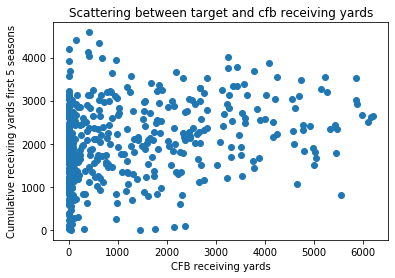 Scattering between target and cfb receiving yards
Cumulative receiving yards first 5 seasons
4000
3000
2000
1000
0
0 1000 2000 3000 4000 5000 6000
CFB receiving yards